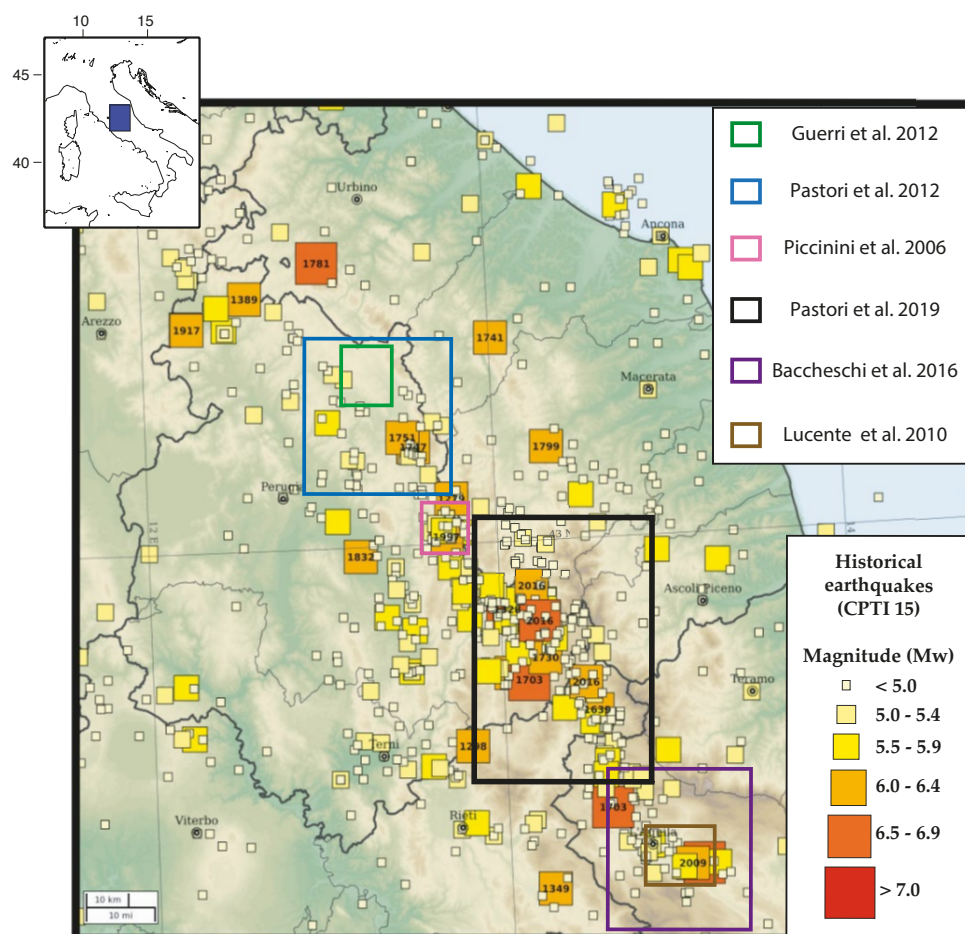 10 15
45
40
Guerri et al. 2012
Pastori et al. 2012
Piccinini et al. 2006
Pastori et al. 2019
Baccheschi et al. 2016
Lucente et al. 2010
Urbino
Ancona
1781
1389
Arezzo
1917
1741
Macerata
1751
1799
Perugia
1997
12 E
43 N
14
1832
2016
Ascoli Piceno
2016
1730
1703
2016
1639
Teramo
1298
Terni
1703
Viterbo
Rieti
2009
1349
10 km
10 mi
Historical
earthquakes
(CPTI 15)
Magnitude (Mw)
< 5.0
5.0 - 5.4
5.5 - 5.9
6.0 - 6.4
6.5 - 6.9
> 7.0